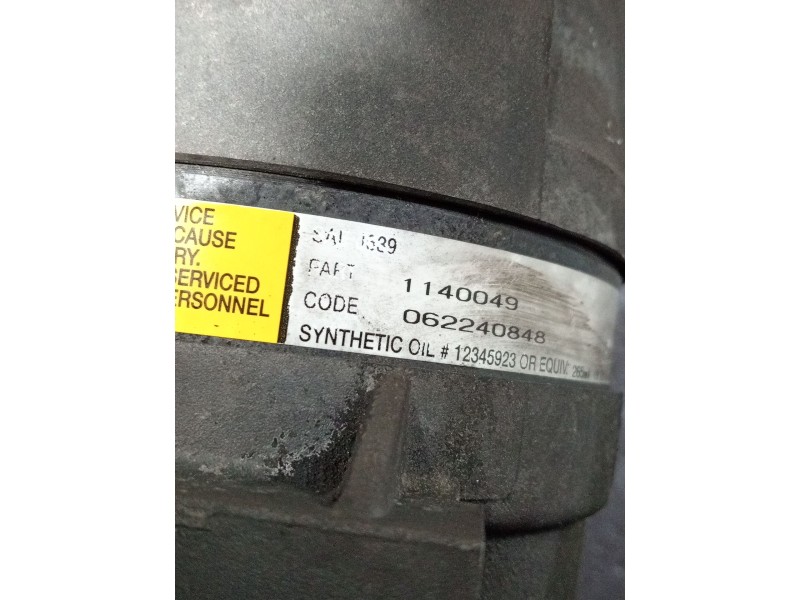 VICE
CAUSE
RY.
SERVICED
ERSONNEL
PART 1140049
CODE 062240848
SYNTHETIC OIL # 12345923 OR EQUIV.